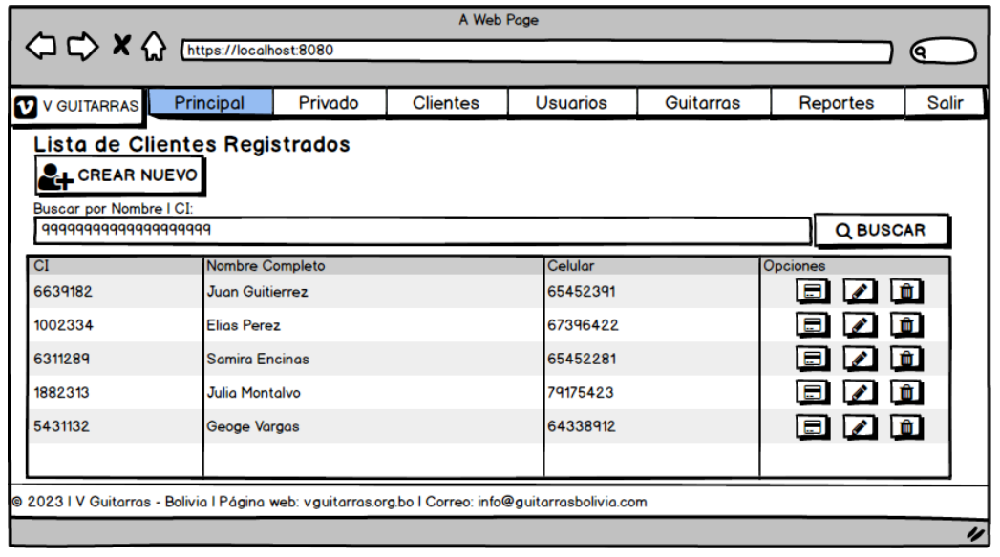 A Web Page
https://localhost:8080
V GUITARRAS Principal Privado Clientes Usuarios Guitarras Reportes Salir
Lista de Clientes Registrados
CREAR NUEVO
Buscar por Nombre | CI:
99999999999999999999 BUSCAR
CI Nombre Completo Celular Opciones
6639182 Juan Guitierrez 65452391
1002334 Elias Perez 67396422
6311289 Samira Encinas 65452281
1882313 Julia Montalvo 79175423
5431132 Geoge Vargas 64338912
© 2023 | V Guitarras - Bolivia | Página web: vguitarras.org.bo | Correo: info@guitarrasbolivia.com